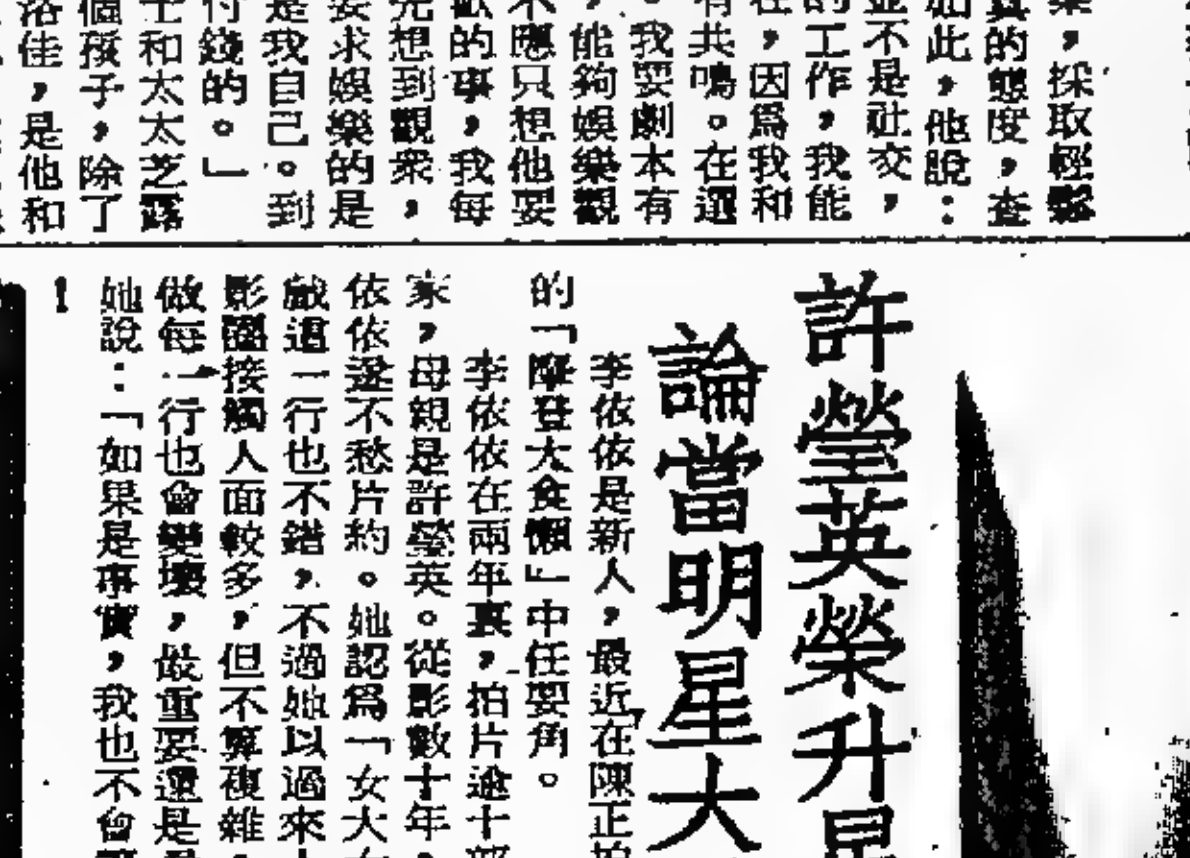 菜，採取輕鬆
真的態度，查
如此，他說：
並不是社交，
的工作，我能
在，因爲我和
有共鳴。在選
。我要劇本有
，能夠娛樂觀
不應只想他要
歡的事，我每
先想到觀衆，
要求娛樂的是
是我自己。到
付錢的。」
士和太太芝露
個孩子，除了
洛佳，是他和
許瑩英榮升星
論當明星大
李依依是新人，最近在陳正
的「摩登大食懶」中任要角。
李依依在兩年裏，拍片逾十部
家，母親是許瑩英。從影數十年，
依依遂不愁片約。她認爲「女大
戲這一行也不錯，不過她以過來
影圈接觸人面較多，但不算複雜，
做每一行也會變壞，最重要還是
她說：「如果是事實，我也不會
！